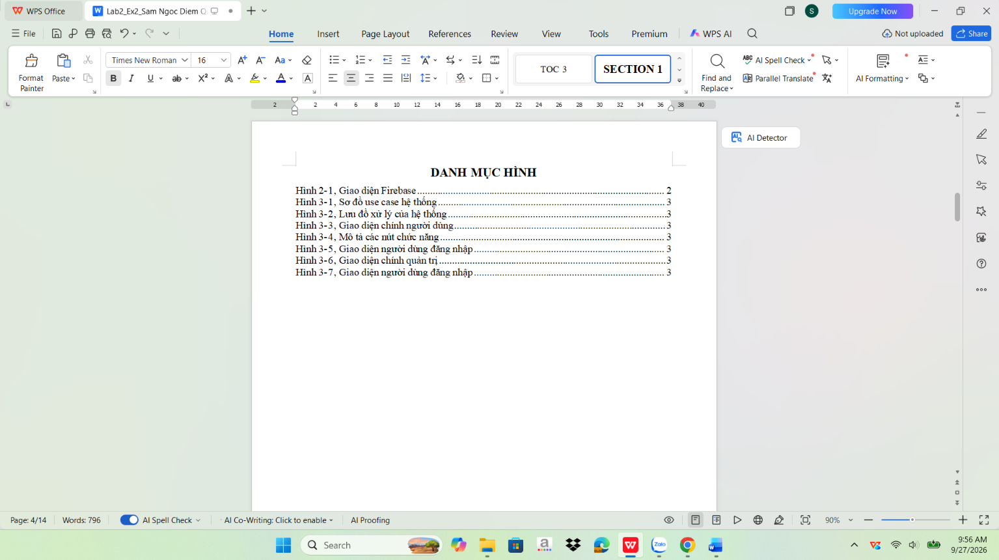 WPS Office
Lab2_Ex2_Sam Ngoc Diem Q
S
Upgrade Now
File
Home
Insert
Page Layout
References
Review
View
Tools
Premium
WPS AI
Not uploaded
Share
Format Painter
Paste
Times New Roman
16
TOC 3
SECTION 1
Find and Replace
AI Spell Check
Parallel Translate
AI Formatting
2 2 4 6 8 10 12 14 16 18 20 22 24 26 28 30 32 34 36 38 40
AI Detector
DANH MỤC HÌNH
Hình 2-1, Giao diện Firebase 2
Hình 3-1, Sơ đồ use case hệ thống 3
Hình 3-2, Lưu đồ xử lý của hệ thống 3
Hình 3-3, Giao diện chính người dùng 3
Hình 3-4, Mô tả các nút chức năng 3
Hình 3-5, Giao diện người dùng đăng nhập 3
Hình 3-6, Giao diện chính quản trị 3
Hình 3-7, Giao diện người dùng đăng nhập 3
Page: 4/14
Words: 796
AI Spell Check
AI Co-Writing: Click to enable
AI Proofing
90%
Search
Zalo
9:56 AM
9/27/2026